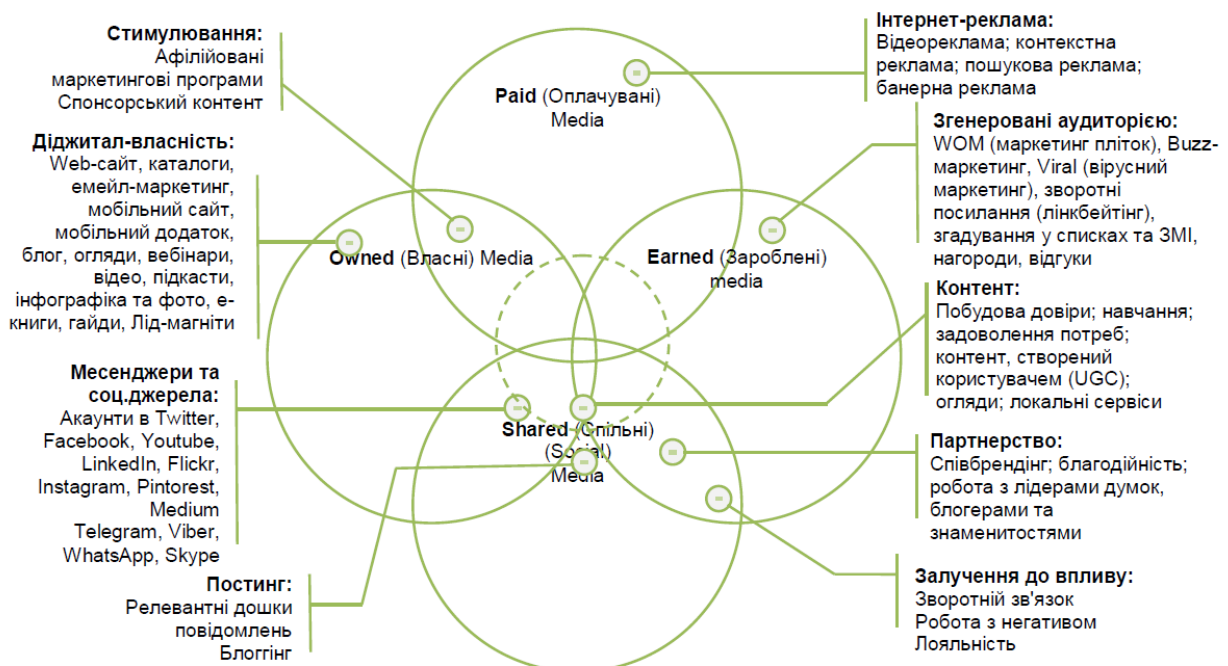 Стимулювання:
Афілійовані
маркетингові програми
Спонсорський контент
Діджитал-власність:
Web-сайт, каталоги,
емейл-маркетинг,
мобільний сайт,
мобільний додаток,
блог, огляди, вебінари,
відео, підкасти,
інфографіка та фото, е-
книги, гайди, Лід-магніти
Месенджери та
соц.джерела:
Акаунти в Twitter,
Facebook, Youtube,
LinkedIn, Flickr,
Instagram, Pintorest,
Medium
Telegram, Viber,
WhatsApp, Skype
Постинг:
Релевантні дошки
повідомлень
Блоггінг
Paid (Оплачувані)
Media
Owned (Власні) Media
Earned (Зароблені)
media
Shared (Спільні)
(Social)
Media
Інтернет-реклама:
Відеореклама; контекстна
реклама; пошукова реклама;
банерна реклама
Згенеровані аудиторією:
WOM (маркетинг пліток), Buzz-
маркетинг, Viral (вірусний
маркетинг), зворотні
посилання (лінкбейтінг),
згадування у списках та ЗМІ,
нагороди, відгуки
Контент:
Побудова довіри; навчання;
задоволення потреб;
контент, створений
користувачем (UGC);
огляди; локальні сервіси
Партнерство:
Співбрендінг; благодійність;
робота з лідерами думок,
блогерами та
знаменитостями
Залучення до впливу:
Зворотній зв'язок
Робота з негативом
Лояльність